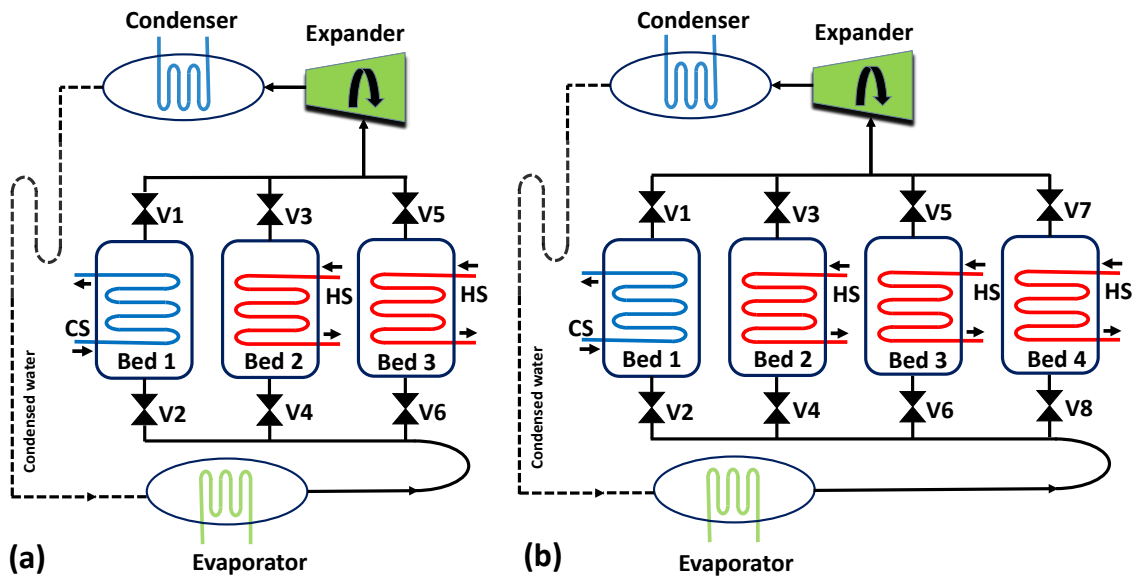 Condenser
Expander
V1
V3
V5
HS
HS
CS
Bed 1
Bed 2
Bed 3
V2
V4
V6
Condensed water
Evaporator
(a)
Condenser
Expander
V1
V3
V5
V7
HS
HS
HS
CS
Bed 1
Bed 2
Bed 3
Bed 4
V2
V4
V6
V8
Condensed water
Evaporator
(b)